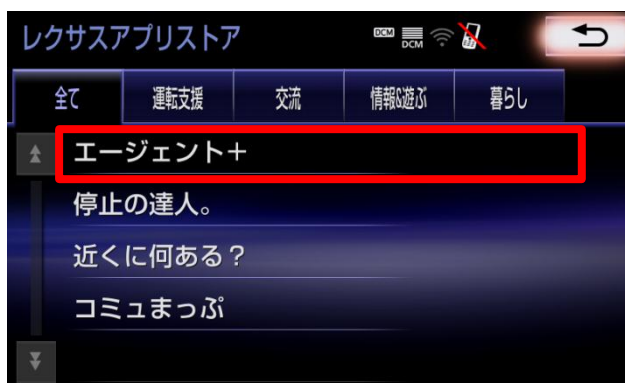 レクサスアプリストア
DCM
DCM
全て 運転支援 交流 情報&遊ぶ 暮らし
エージェント＋
停止の達人。
近くに何ある？
コミュまっぷ